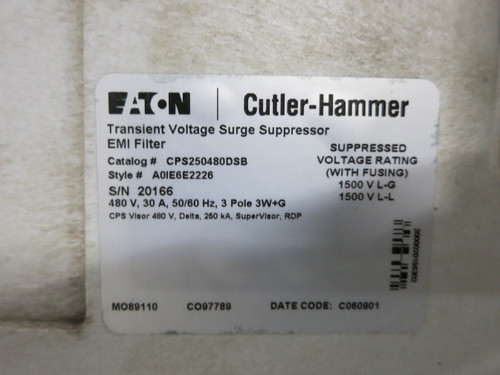 EATON | Cutler-Hammer
Transient Voltage Surge Suppressor
EMI Filter
Catalog # CPS250480DSB
Style # A0IE6E2226
S/N 20166
480 V, 30 A, 50/60 Hz, 3 Pole 3W+G
CPS Visor 480 V, Delta, 250 kA, SuperVisor, RDP
SUPPRESSED
VOLTAGE RATING
(WITH FUSING)
1500 V L-G
1500 V L-L
MO89110 CO97789 DATE CODE: C060901